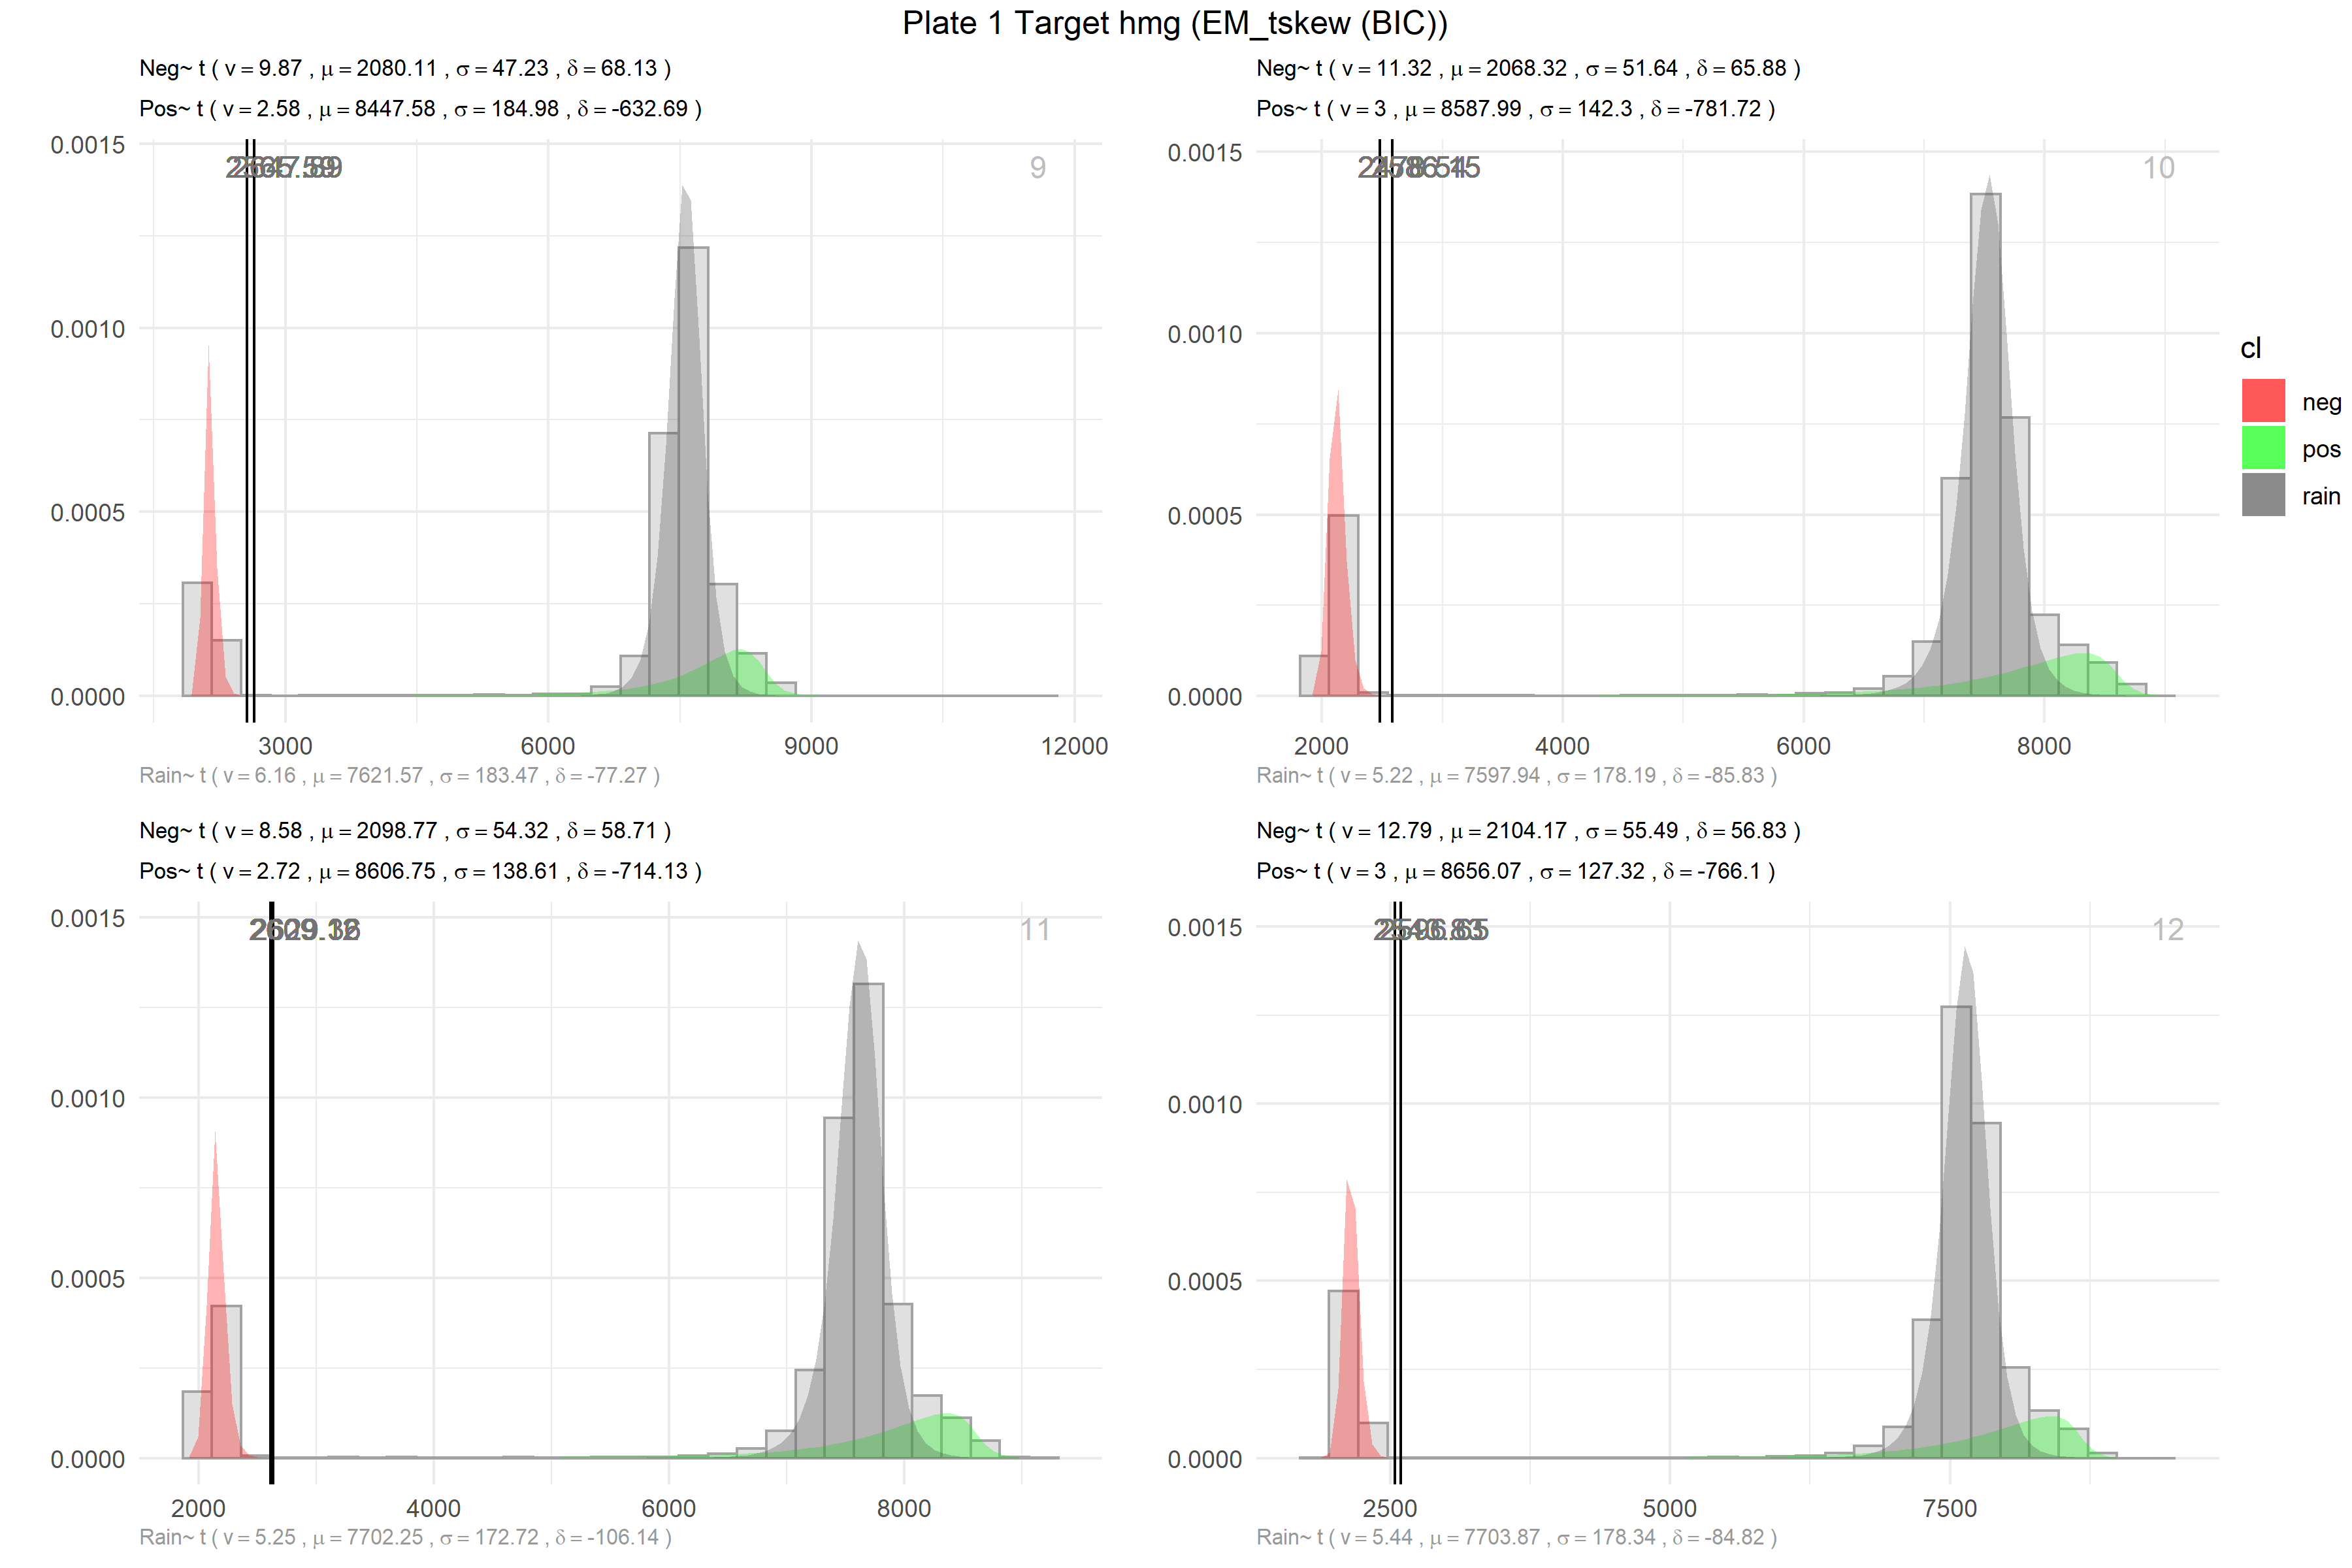 Plate 1 Target hmg (EM_tskew (BIC))
Neg~ t ( v = 9.87 , μ = 2080.11 , σ = 47.23 , δ = 68.13 )
Pos~ t ( v = 2.58 , μ = 8447.58 , σ = 184.98 , δ = -632.69 )
9
0.0015
0.0010
0.0005
0.0000
3000 6000 9000 12000
Rain~ t ( v = 6.16 , μ = 7621.57 , σ = 183.47 , δ = -77.27 )
Neg~ t ( v = 11.32 , μ = 2068.32 , σ = 51.64 , δ = 65.88 )
Pos~ t ( v = 3 , μ = 8587.99 , σ = 142.3 , δ = -781.72 )
10
0.0015
0.0010
0.0005
0.0000
2000 4000 6000 8000
Rain~ t ( v = 5.22 , μ = 7597.94 , σ = 178.19 , δ = -85.83 )
cl
neg
pos
rain
Neg~ t ( v = 8.58 , μ = 2098.77 , σ = 54.32 , δ = 58.71 )
Pos~ t ( v = 2.72 , μ = 8606.75 , σ = 138.61 , δ = -714.13 )
11
0.0015
0.0010
0.0005
0.0000
2000 4000 6000 8000
Rain~ t ( v = 5.25 , μ = 7702.25 , σ = 172.72 , δ = -106.14 )
Neg~ t ( v = 12.79 , μ = 2104.17 , σ = 55.49 , δ = 56.83 )
Pos~ t ( v = 3 , μ = 8656.07 , σ = 127.32 , δ = -766.1 )
12
0.0015
0.0010
0.0005
0.0000
2500 5000 7500
Rain~ t ( v = 5.44 , μ = 7703.87 , σ = 178.34 , δ = -84.82 )